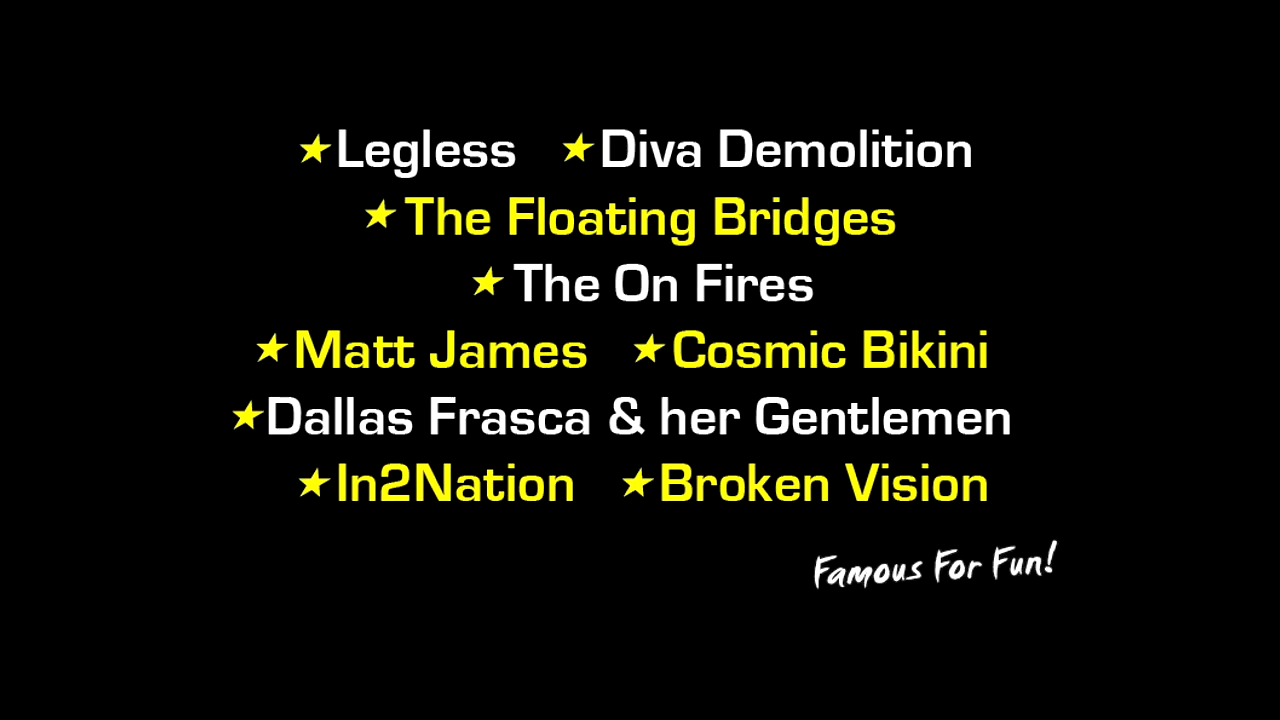 ★Legless ★Diva Demolition
★The Floating Bridges
★The On Fires
★Matt James ★Cosmic Bikini
★Dallas Frasca & her Gentlemen
★In2Nation ★Broken Vision
Famous For Fun!